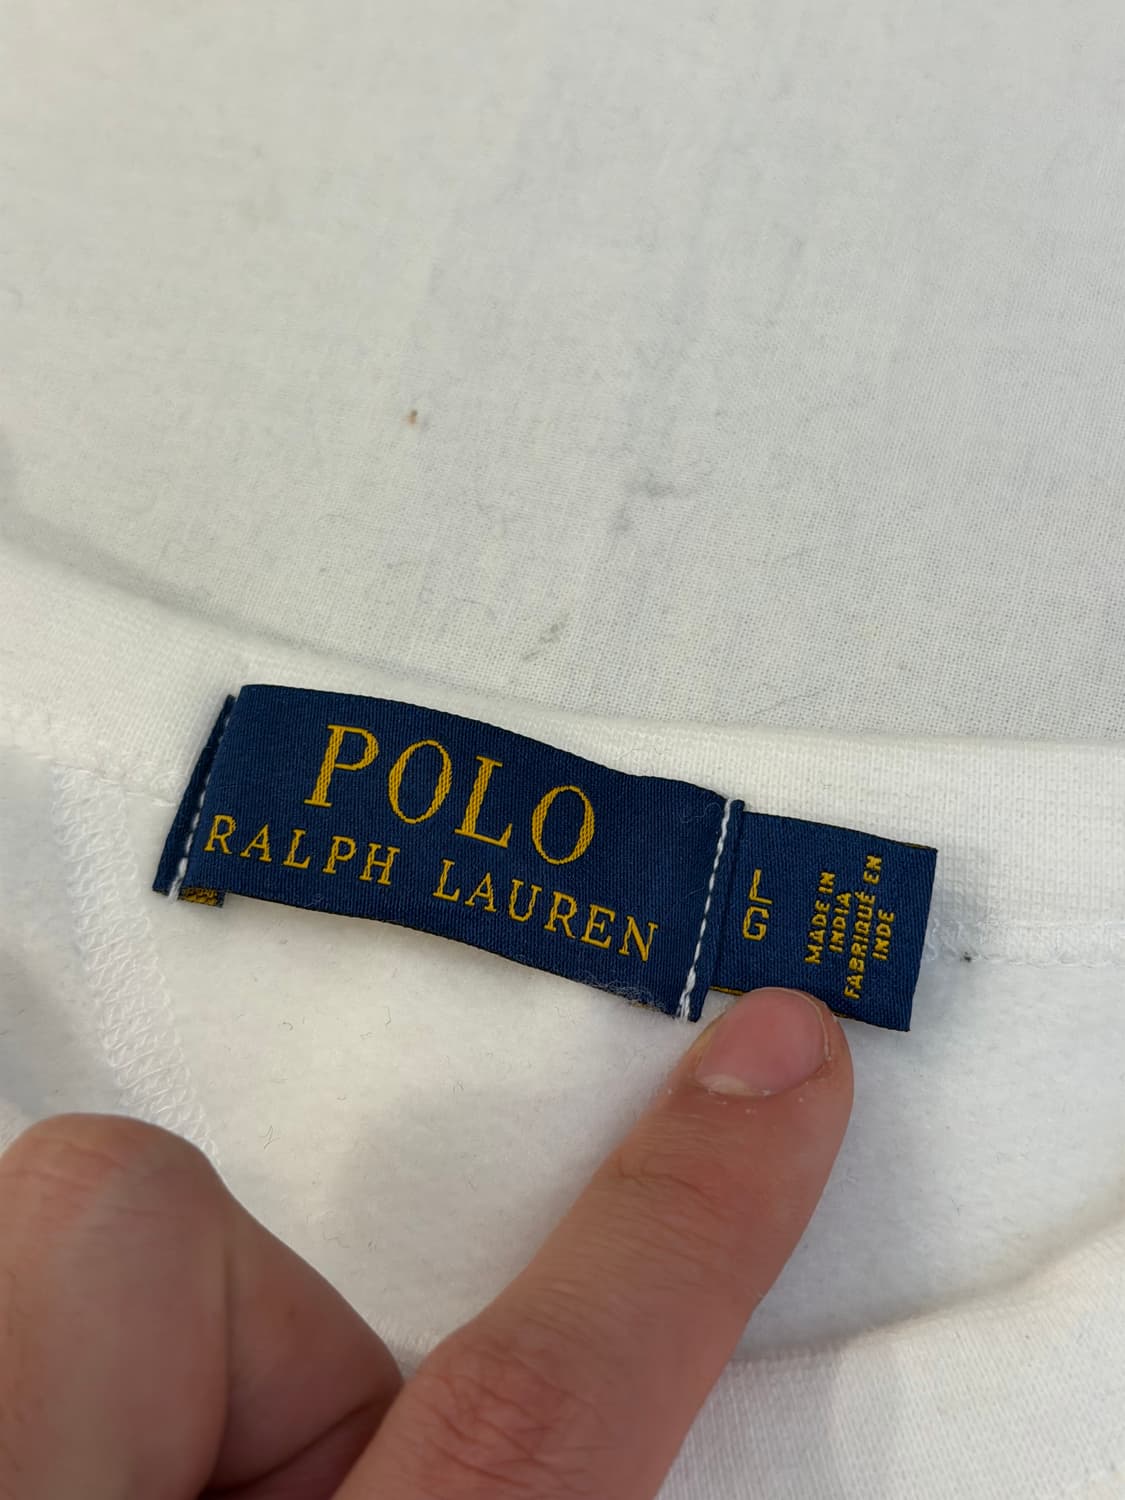 POLO
RALPH LAUREN
L
G
MADE IN
INDIA
FABRIQUÉ EN
INDE